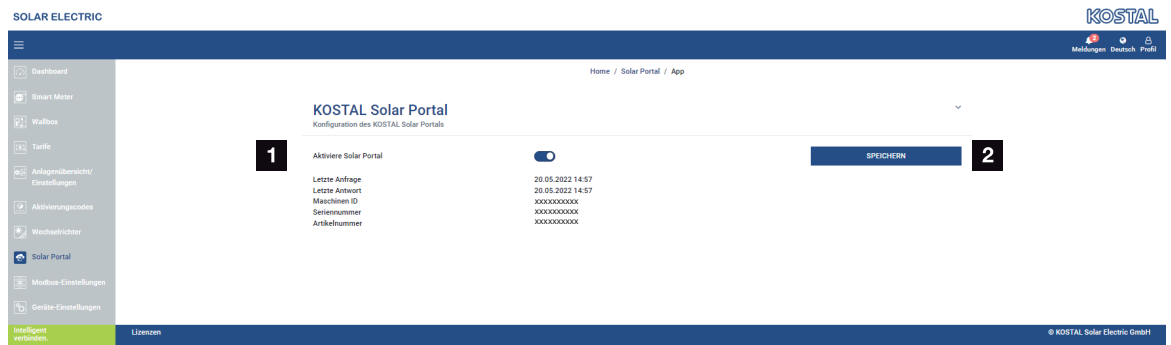 SOLAR ELECTRIC
KOSTAL
2
Meldungen Deutsch Profil
Home / Solar Portal / App
Dashboard
Smart Meter
Wallbox
Tarife
Anlagenübersicht/
Einstellungen
Aktivierungscodes
Wechselrichter
Solar Portal
Modbus-Einstellungen
Geräte-Einstellungen
Intelligent
verbinden.
KOSTAL Solar Portal
Konfiguration des KOSTAL Solar Portals
1
Aktiviere Solar Portal
SPEICHERN
2
Letzte Anfrage 20.05.2022 14:57
Letzte Antwort 20.05.2022 14:57
Maschinen ID XXXXXXXXXX
Seriennummer XXXXXXXXXX
Artikelnummer XXXXXXXXXX
Lizenzen
© KOSTAL Solar Electric GmbH